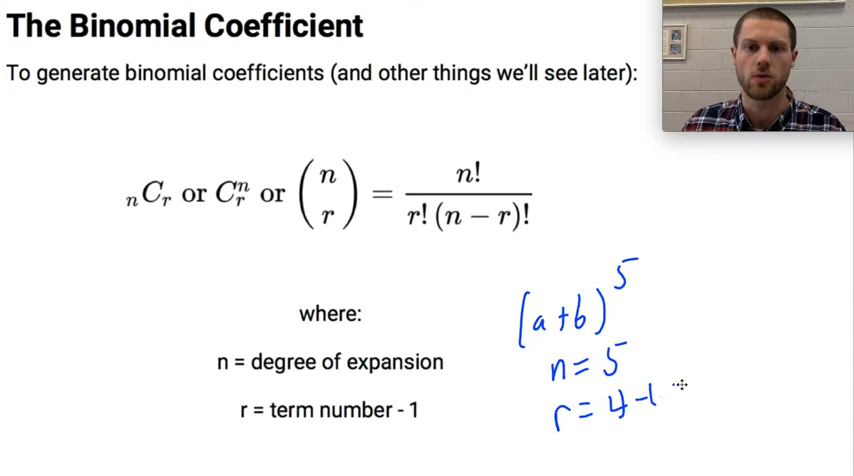 The Binomial Coefficient
To generate binomial coefficients (and other things we'll see later):
ₙCᵣ or Cᵣⁿ or (n r) = n! / r! (n − r)!
where:
n = degree of expansion
r = term number - 1
(a+b)⁵
n = 5
r = 4-1